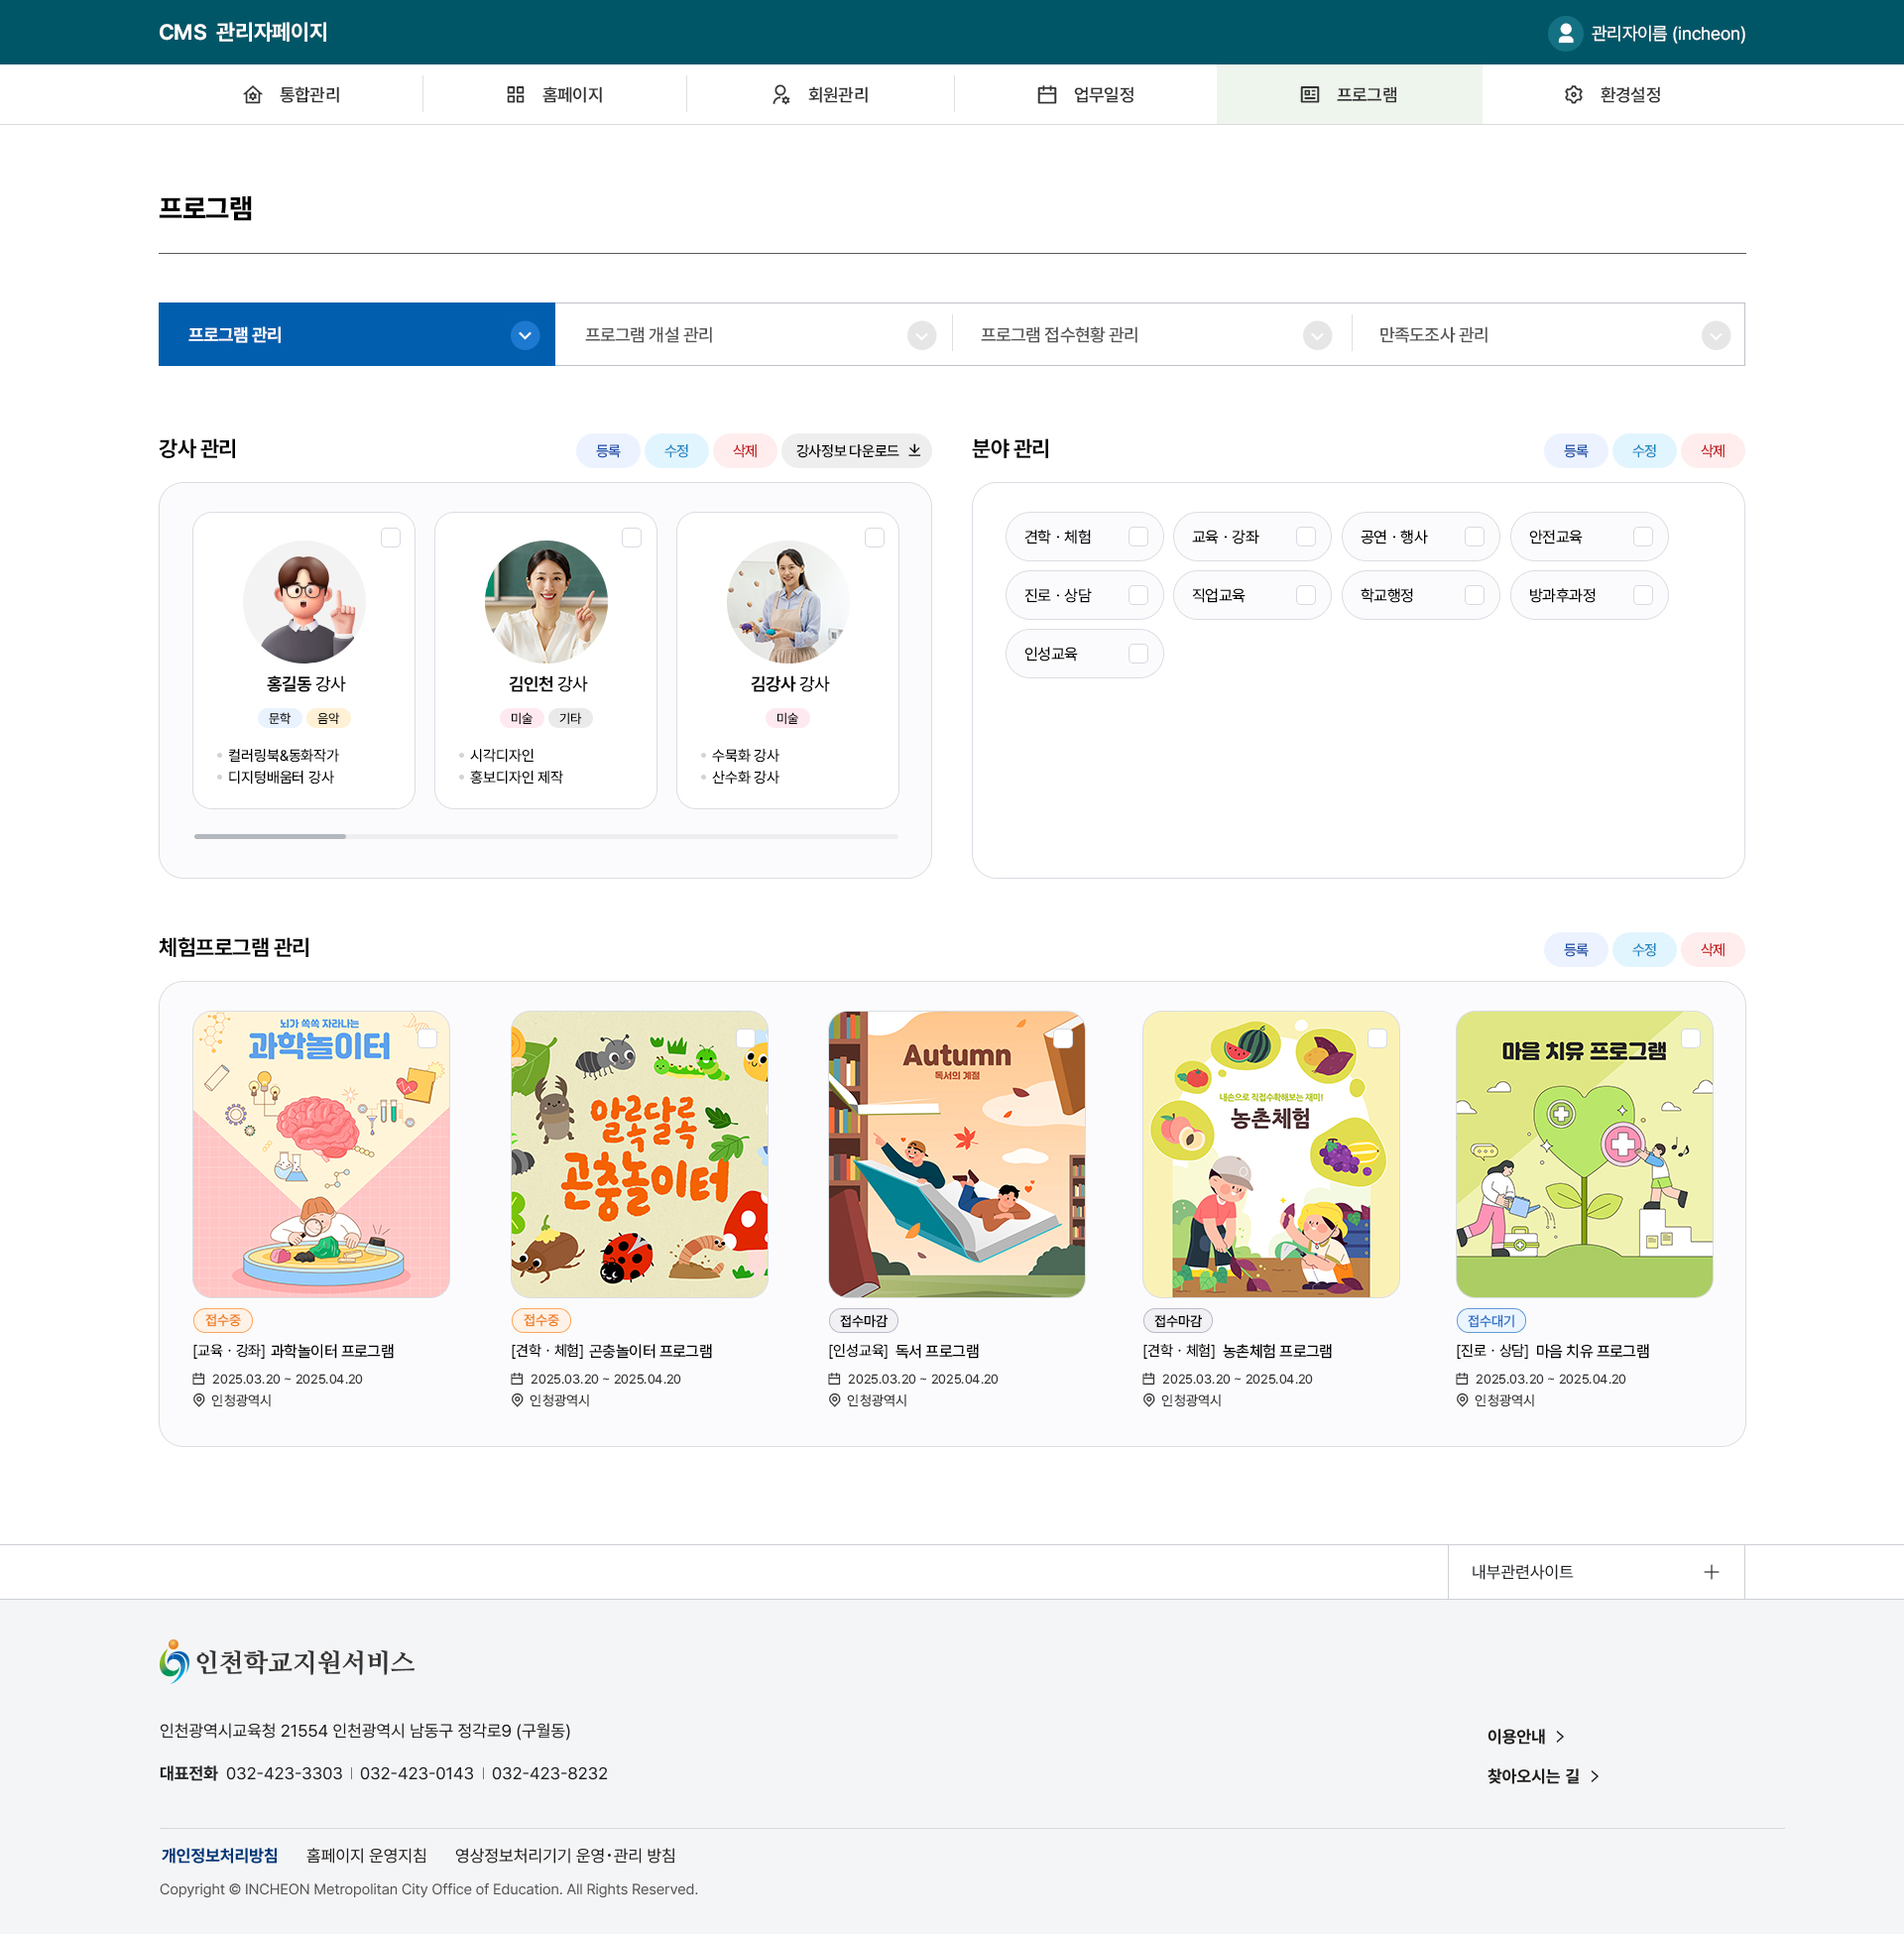 CMS 관리자페이지
관리자이름 (incheon)
통합관리
홈페이지
회원관리
업무일정
프로그램
환경설정
프로그램
프로그램 관리
프로그램 개설 관리
프로그램 접수현황 관리
만족도조사 관리
강사 관리
등록
수정
삭제
강사정보 다운로드
홍길동 강사
문학
음악
컬러링북&동화작가
디지털배움터 강사
김인천 강사
미술
기타
시각디자인
홍보디자인 제작
김강사 강사
미술
수묵화 강사
산수화 강사
분야 관리
등록
수정
삭제
견학 · 체험
교육 · 강좌
공연 · 행사
안전교육
진로 · 상담
직업교육
학교행정
방과후과정
인성교육
체험프로그램 관리
등록
수정
삭제
뇌가 쑥쑥 자라나는
과학놀이터
접수중
[교육 · 강좌] 과학놀이터 프로그램
2025.03.20 ~ 2025.04.20
인청광역시
알록달록
곤충놀이터
접수중
[견학 · 체험] 곤충놀이터 프로그램
2025.03.20 ~ 2025.04.20
인청광역시
Autumn
독서의 계절
접수마감
[인성교육] 독서 프로그램
2025.03.20 ~ 2025.04.20
인청광역시
내손으로 직접수확해보는 재미!
농촌체험
접수마감
[견학 · 체험] 농촌체험 프로그램
2025.03.20 ~ 2025.04.20
인청광역시
마음 치유 프로그램
접수대기
[진로 · 상담] 마음 치유 프로그램
2025.03.20 ~ 2025.04.20
인청광역시
내부관련사이트
인천학교지원서비스
인천광역시교육청 21554 인천광역시 남동구 정각로9 (구월동)
대표전화 032-423-3303 | 032-423-0143 | 032-423-8232
이용안내
찾아오시는 길
개인정보처리방침
홈페이지 운영지침
영상정보처리기기 운영·관리 방침
Copyright © INCHEON Metropolitan City Office of Education. All Rights Reserved.